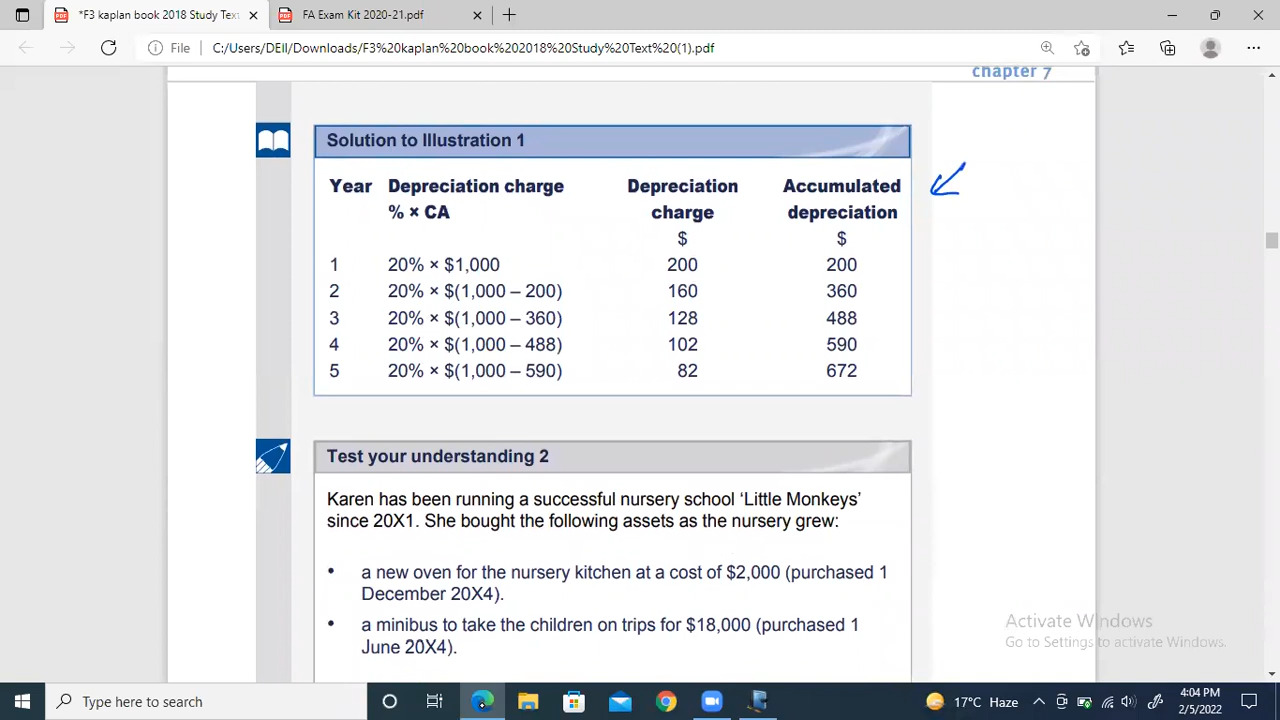 *F3 kaplan book 2018 Study Text
FA Exam Kit 2020-21.pdf
File C:/Users/DEll/Downloads/F3%20kaplan%20book%202018%20Study%20Text%20(1).pdf
chapter 7
Solution to Illustration 1
Year Depreciation charge Depreciation Accumulated
% × CA charge depreciation
$ $
1 20% × $1,000 200 200
2 20% × $(1,000 – 200) 160 360
3 20% × $(1,000 – 360) 128 488
4 20% × $(1,000 – 488) 102 590
5 20% × $(1,000 – 590) 82 672
Test your understanding 2
Karen has been running a successful nursery school ‘Little Monkeys’
since 20X1. She bought the following assets as the nursery grew:
• a new oven for the nursery kitchen at a cost of $2,000 (purchased 1
December 20X4).
• a minibus to take the children on trips for $18,000 (purchased 1
June 20X4).
Activate Windows
Go to Settings to activate Windows.
Type here to search
17°C Haze
4:04 PM
2/5/2022